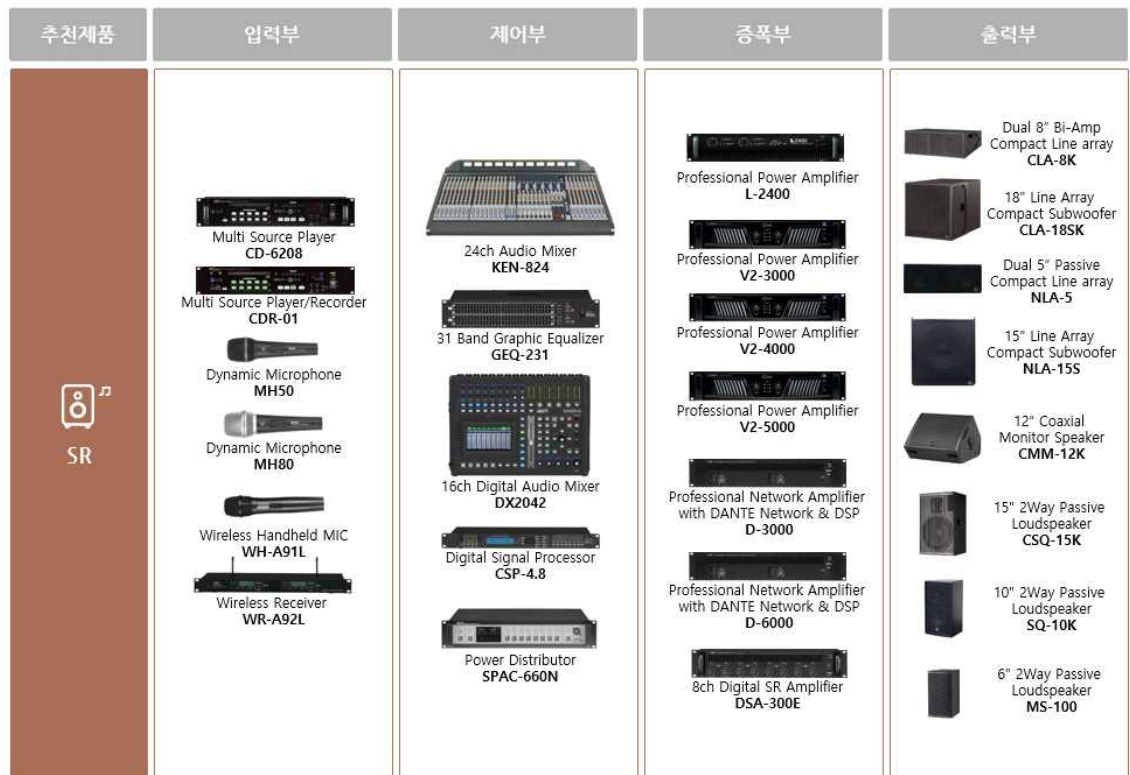 추천제품
입력부
제어부
증폭부
출력부
SR
Multi Source Player
CD-6208
Multi Source Player/Recorder
CDR-01
Dynamic Microphone
MH50
Dynamic Microphone
MH80
Wireless Handheld MIC
WH-A91L
Wireless Receiver
WR-A92L
24ch Audio Mixer
KEN-824
31 Band Graphic Equalizer
GEQ-231
16ch Digital Audio Mixer
DX2042
Digital Signal Processor
CSP-4.8
Power Distributor
SPAC-660N
Professional Power Amplifier
L-2400
Professional Power Amplifier
V2-3000
Professional Power Amplifier
V2-4000
Professional Power Amplifier
V2-5000
Professional Network Amplifier
with DANTE Network & DSP
D-3000
Professional Network Amplifier
with DANTE Network & DSP
D-6000
8ch Digital SR Amplifier
DSA-300E
Dual 8" Bi-Amp
Compact Line array
CLA-8K
18" Line Array
Compact Subwoofer
CLA-18SK
Dual 5" Passive
Compact Line array
NLA-5
15" Line Array
Compact Subwoofer
NLA-15S
12" Coaxial
Monitor Speaker
CMM-12K
15" 2Way Passive
Loudspeaker
CSQ-15K
10" 2Way Passive
Loudspeaker
SQ-10K
6" 2Way Passive
Loudspeaker
MS-100